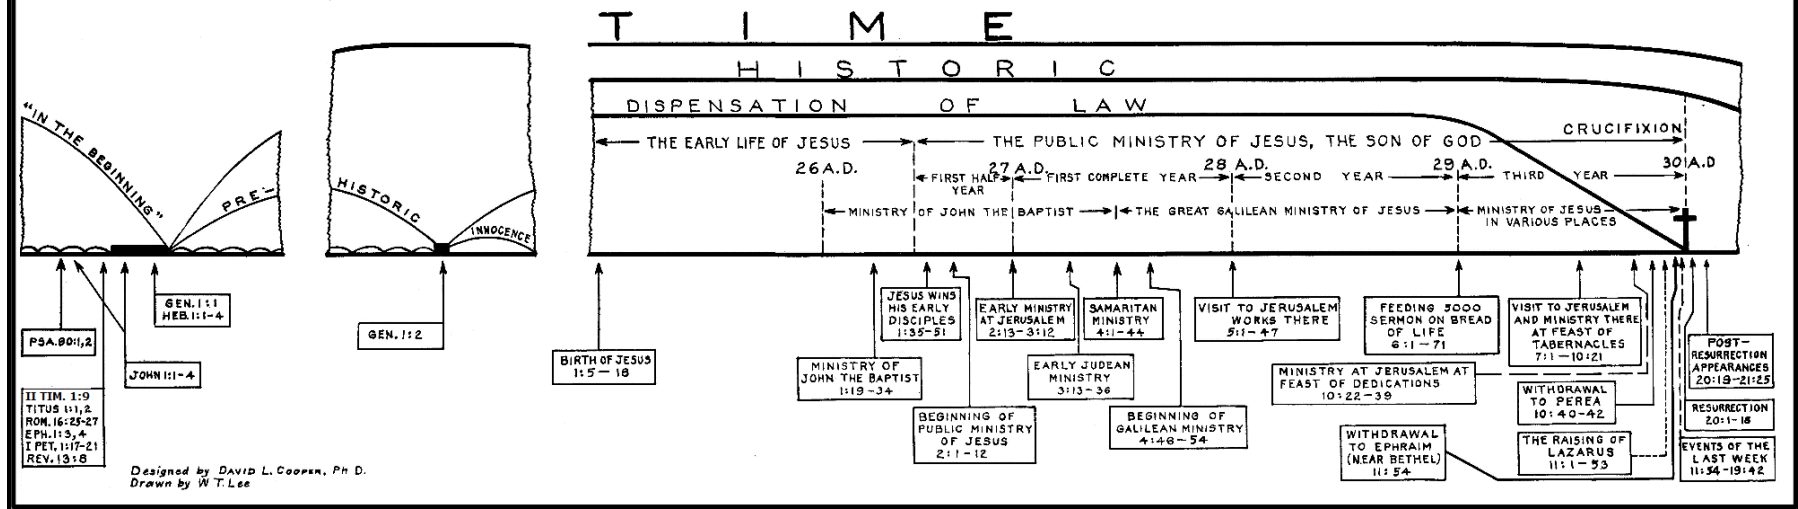 TIME
HISTORIC
DISPENSATION OF LAW
"IN THE BEGINNING"
PRE-
HISTORIC
INNOCENCE
THE EARLY LIFE OF JESUS
THE PUBLIC MINISTRY OF JESUS, THE SON OF GOD
CRUCIFIXION
26 A.D.
27 A.D.
28 A.D.
29 A.D.
30 A.D
FIRST HALF
YEAR
FIRST COMPLETE YEAR
SECOND YEAR
THIRD YEAR
MINISTRY OF JOHN THE BAPTIST
THE GREAT GALILEAN MINISTRY OF JESUS
MINISTRY OF JESUS
IN VARIOUS PLACES
PSA. 90:1,2
II TIM. 1:9
TITUS 1:1,2
ROM. 16:25-27
EPH. 1:3,4
I PET. 1:17-21
REV. 13:8
JOHN 1:1-4
GEN. 1:1
HEB. 1:1-4
GEN. 1:2
BIRTH OF JESUS
1:5-18
MINISTRY OF
JOHN THE BAPTIST
1:19-34
JESUS WINS
HIS EARLY
DISCIPLES
1:35-51
BEGINNING OF
PUBLIC MINISTRY
OF JESUS
2:1-12
EARLY MINISTRY
AT JERUSALEM
2:13-3:12
EARLY JUDEAN
MINISTRY
3:13-36
SAMARITAN
MINISTRY
4:1-44
BEGINNING OF
GALILEAN MINISTRY
4:46-54
VISIT TO JERUSALEM
WORKS THERE
5:1-47
FEEDING 5000
SERMON ON BREAD
OF LIFE
6:1-71
VISIT TO JERUSALEM
AND MINISTRY THERE
AT FEAST OF
TABERNACLES
7:1-10:21
MINISTRY AT JERUSALEM AT
FEAST OF DEDICATIONS
10:22-39
WITHDRAWAL
TO PEREA
10:40-42
THE RAISING OF
LAZARUS
11:1-53
WITHDRAWAL
TO EPHRAIM
(NEAR BETHEL)
11:54
POST-
RESURRECTION
APPEARANCES
20:19-21:25
RESURRECTION
20:1-18
EVENTS OF THE
LAST WEEK
11:54-19:42
Designed by DAVID L. COOPER, Ph D.
Drawn by W T. Lee